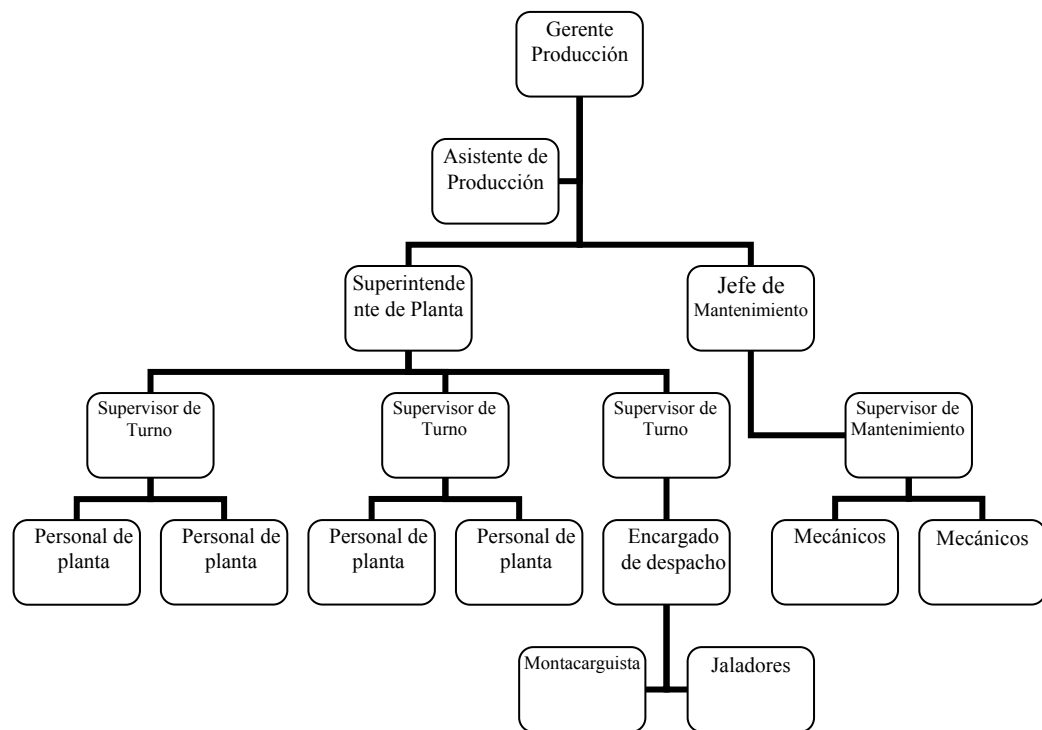 Gerente
Producción
Asistente de
Producción
Superintende
nte de Planta
Jefe de
Mantenimiento
Supervisor de
Turno
Supervisor de
Turno
Supervisor de
Turno
Supervisor de
Mantenimiento
Personal de
planta
Personal de
planta
Personal de
planta
Personal de
planta
Encargado
de despacho
Mecánicos
Mecánicos
Montacarguista
Jaladores